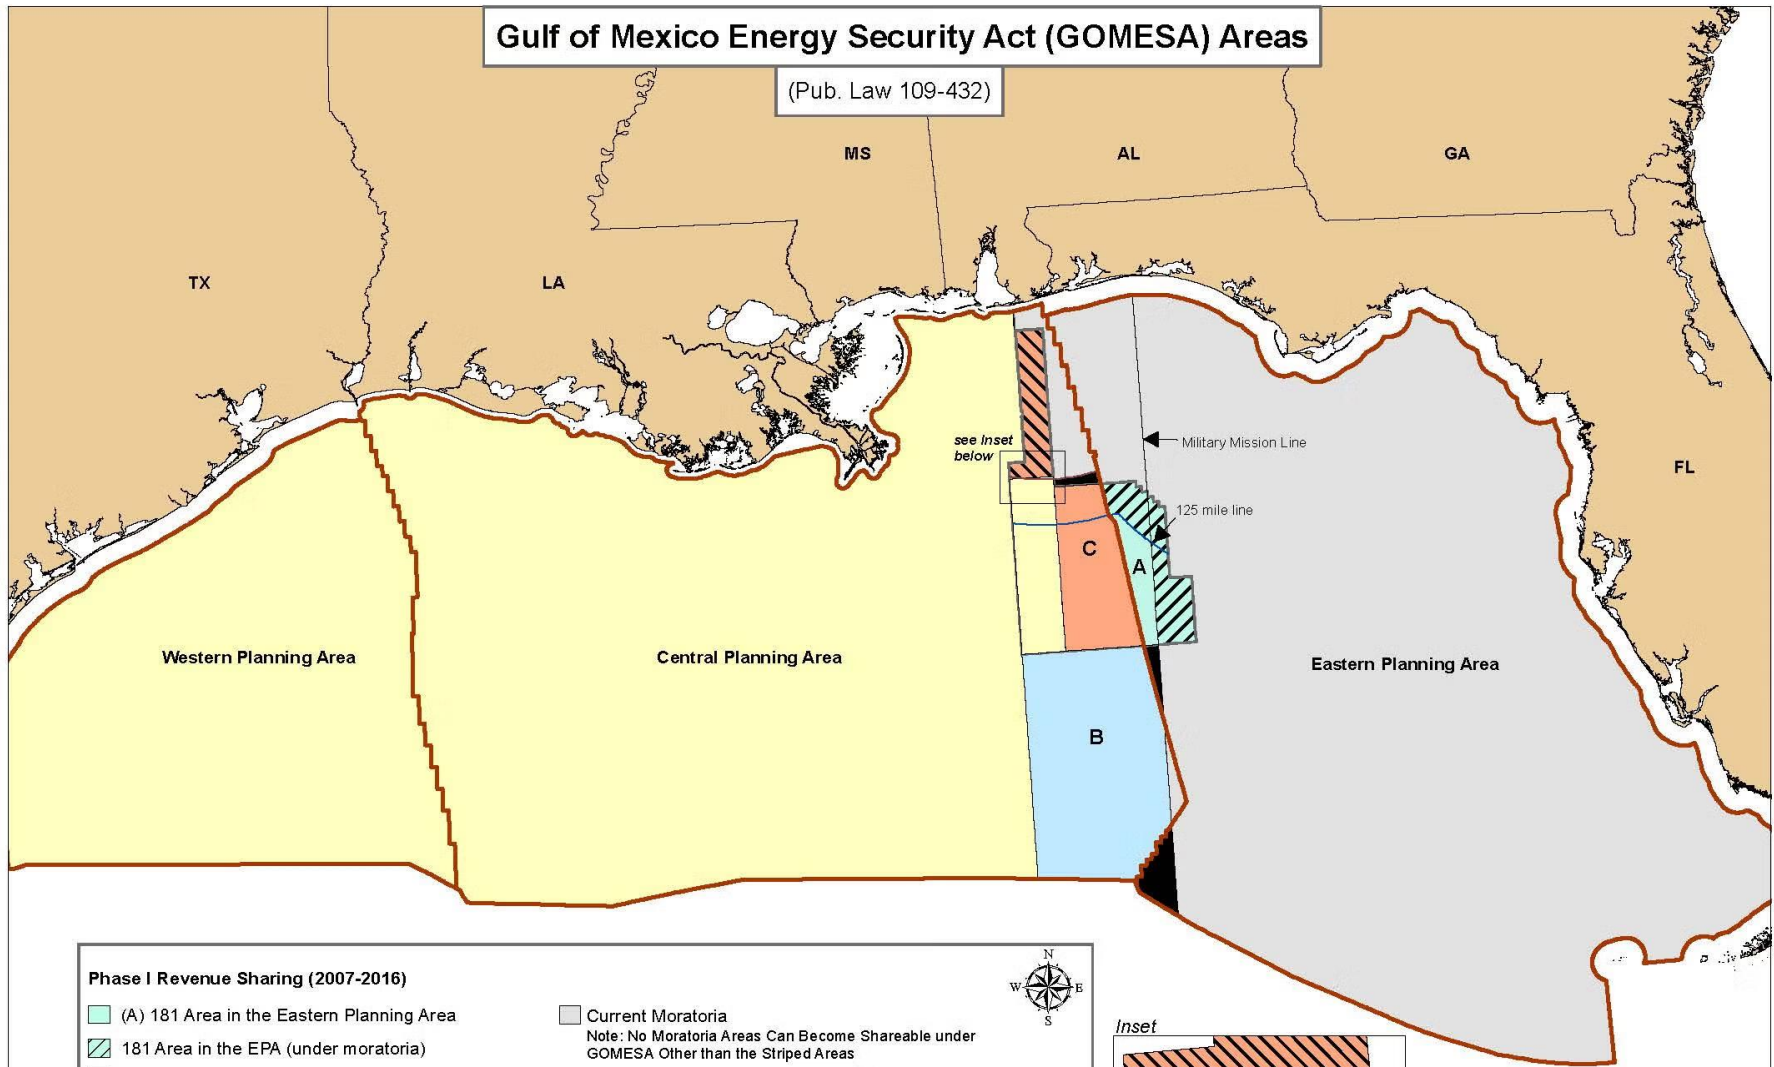 Gulf of Mexico Energy Security Act (GOMESA) Areas
(Pub. Law 109-432)
MS
AL
GA
TX
LA
see Inset
below
Military Mission Line
FL
125 mile line
C
A
Western Planning Area
Central Planning Area
Eastern Planning Area
B
Phase I Revenue Sharing (2007-2016)
(A) 181 Area in the Eastern Planning Area
181 Area in the EPA (under moratoria)
Current Moratoria
Note: No Moratoria Areas Can Become Shareable under
GOMESA Other than the Striped Areas
N
W
E
S
Inset